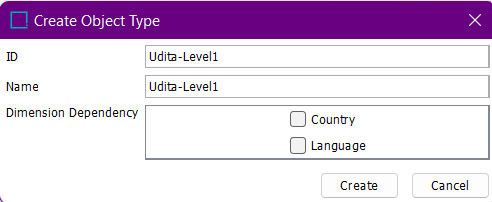 Create Object Type
ID Udita-Level1
Name Udita-Level1
Dimension Dependency Country
Language
Create Cancel